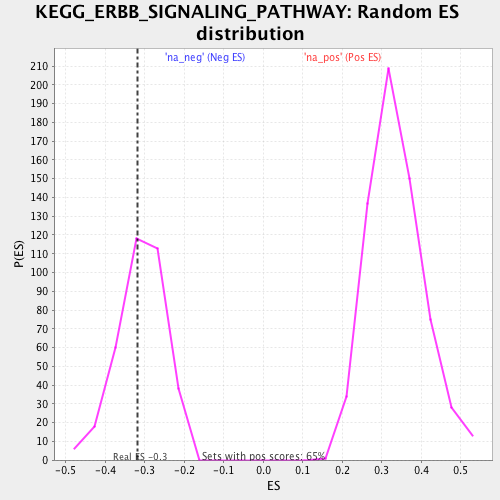 KEGG_ERBB_SIGNALING_PATHWAY: Random ES
distribution
'na_neg' (Neg ES)
'na_pos' (Pos ES)
210
200
190
180
170
160
150
140
130
120
110
100
90
80
70
60
50
40
30
20
10
0
P(ES)
Real ES -0.3
Sets with pos scores: 65%
-0.5 -0.4 -0.3 -0.2 -0.1 0.0 0.1 0.2 0.3 0.4 0.5
ES